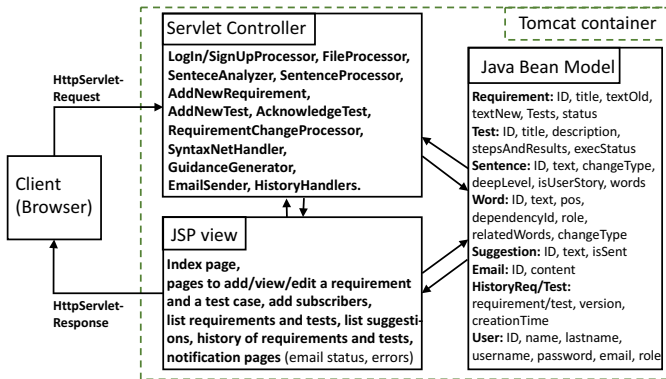 Tomcat container
Servlet Controller
LogIn/SignUpProcessor, FileProcessor,
SenteceAnalyzer, SentenceProcessor,
AddNewRequirement,
AddNewTest, AcknowledgeTest,
RequirementChangeProcessor,
SyntaxNetHandler,
GuidanceGenerator,
EmailSender, HistoryHandlers.
HttpServlet-
Request
Client
(Browser)
HttpServlet-
Response
JSP view
Index page,
pages to add/view/edit a requirement
and a test case, add subscribers,
list requirements and tests, list suggesti-
ons, history of requirements and tests,
notification pages (email status, errors)
Java Bean Model
Requirement: ID, title, textOld,
textNew, Tests, status
Test: ID, title, description,
stepsAndResults, execStatus
Sentence: ID, text, changeType,
deepLevel, isUserStory, words
Word: ID, text, pos,
dependencyId, role,
relatedWords, changeType
Suggestion: ID, text, isSent
Email: ID, content
HistoryReq/Test:
requirement/test, version,
creationTime
User: ID, name, lastname,
username, password, email, role